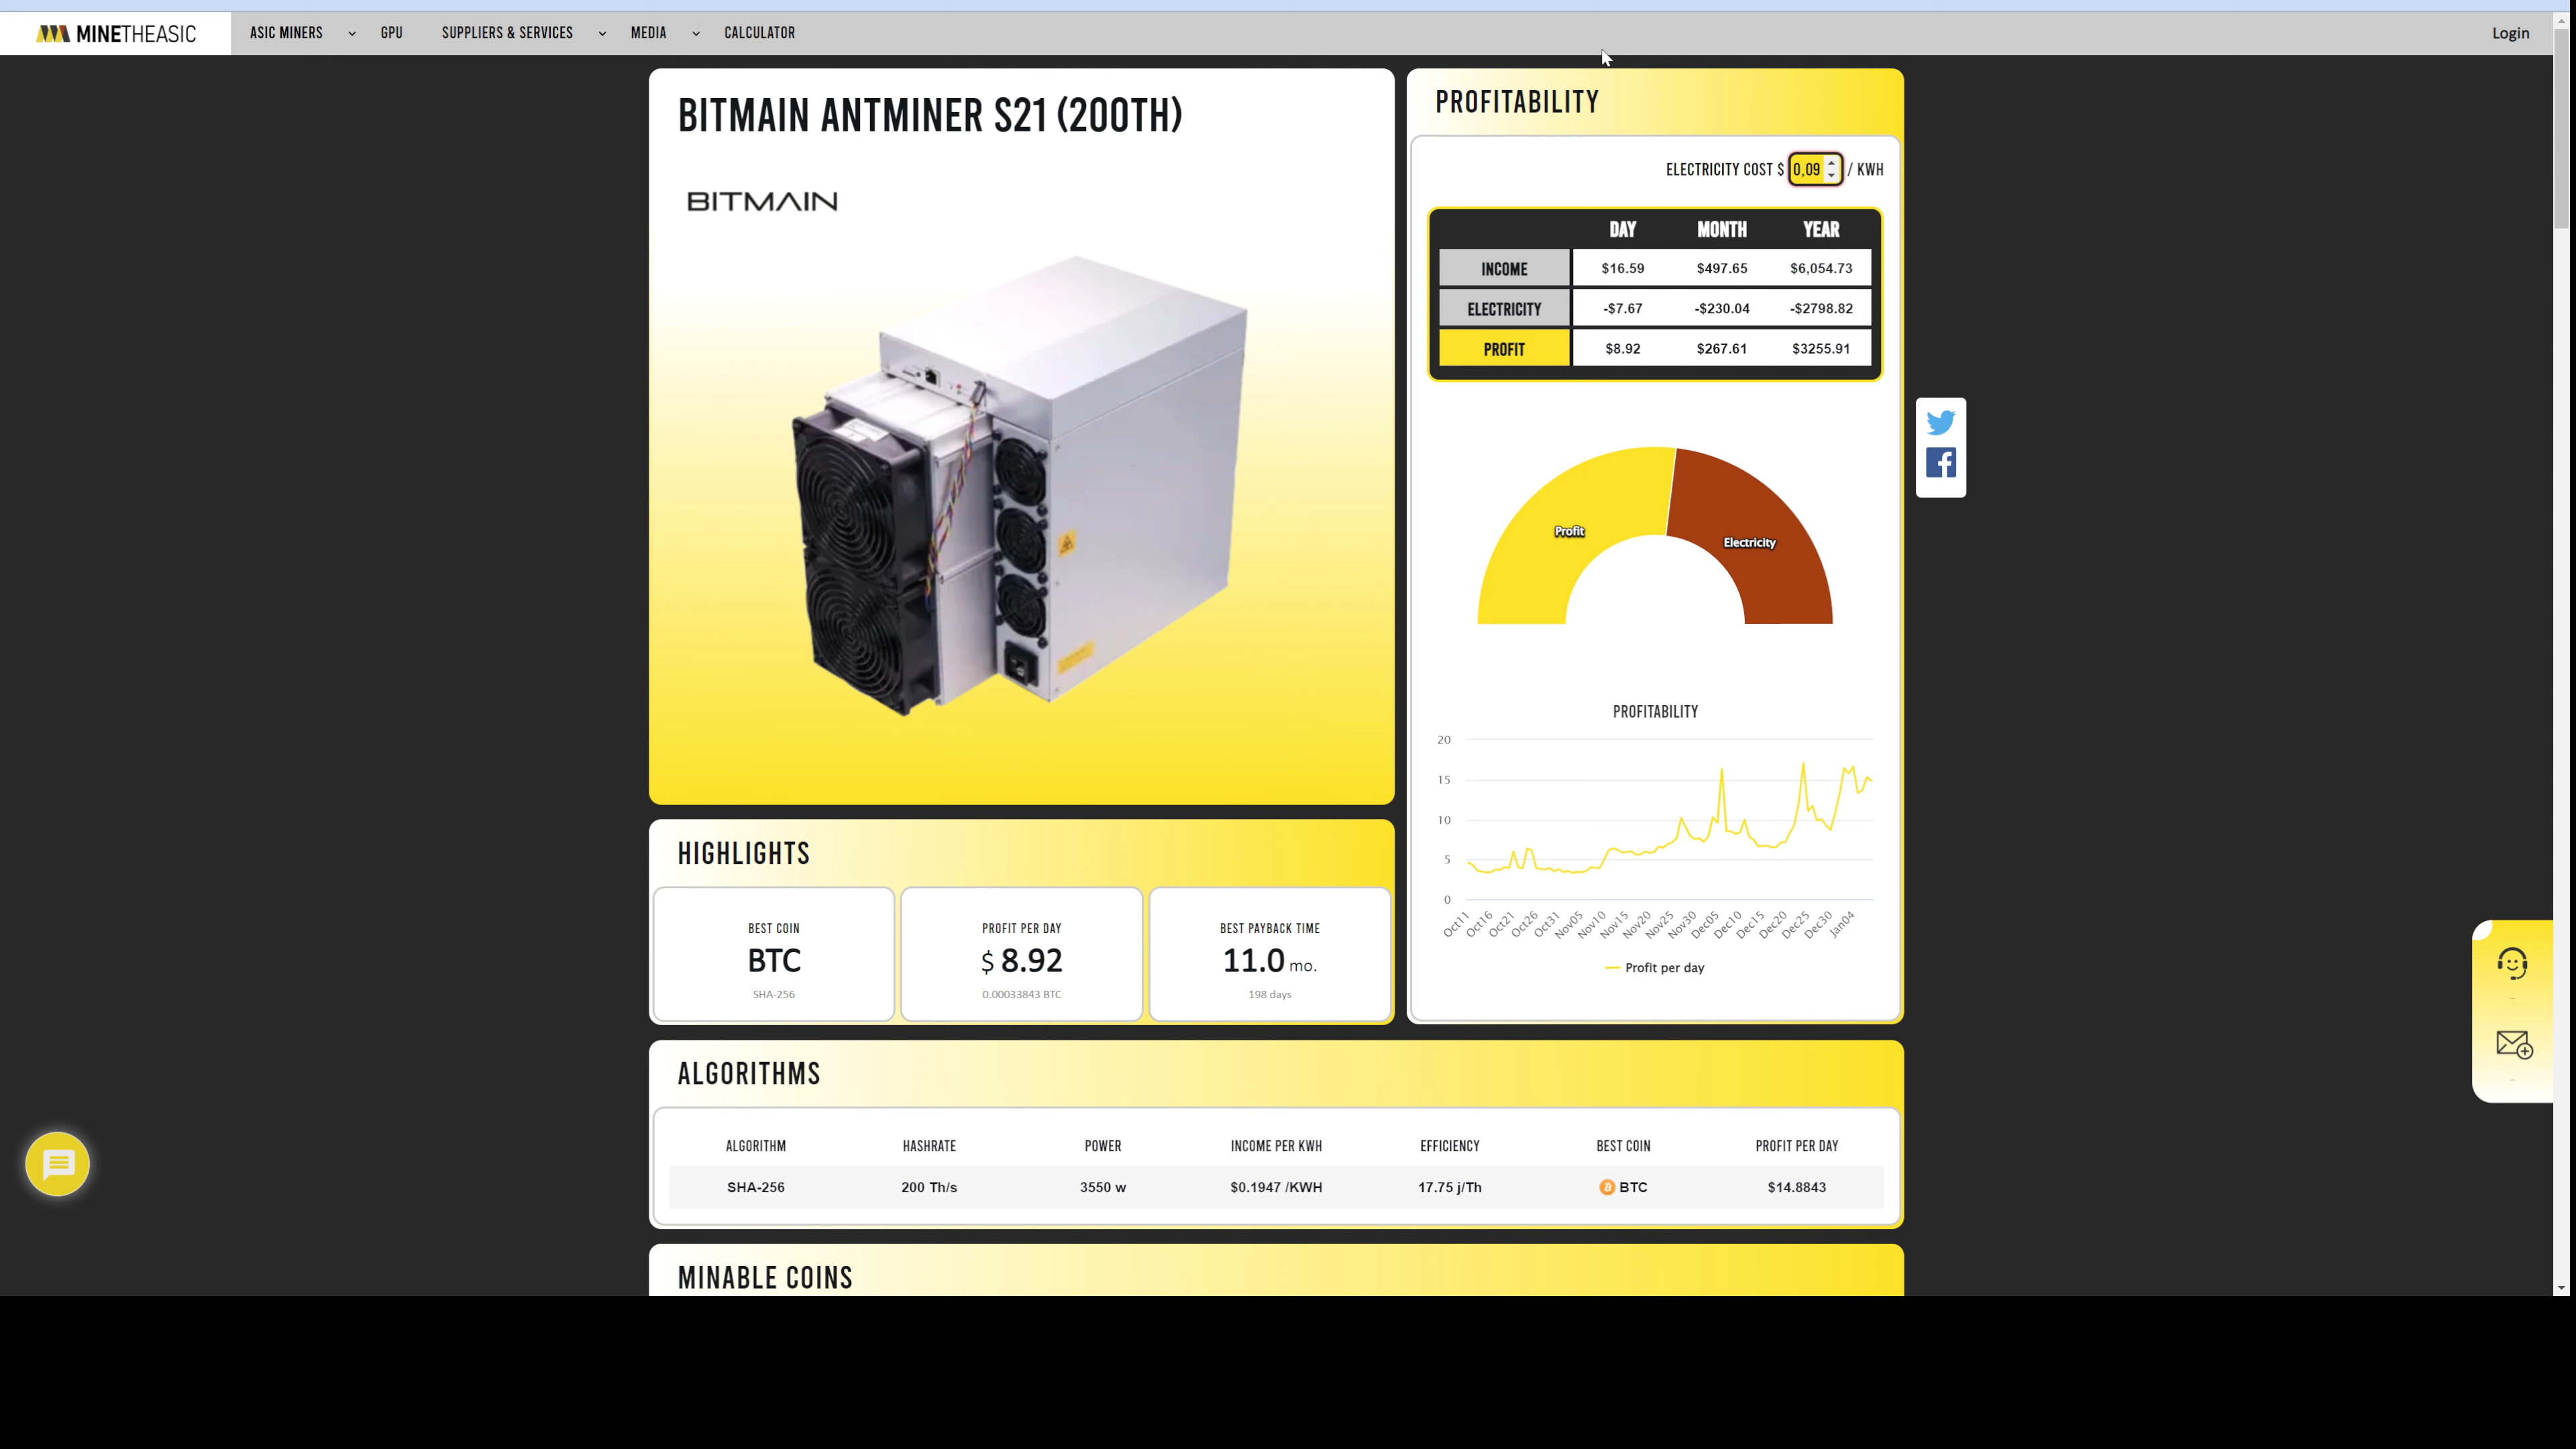 MINETHEASIC
ASIC MINERS GPU SUPPLIERS & SERVICES MEDIA CALCULATOR Login
BITMAIN ANTMINER S21 (200TH)
BITMAIN
PROFITABILITY
ELECTRICITY COST $ 0,09 / KWH
DAY MONTH YEAR
INCOME $16.59 $497.65 $6,054.73
ELECTRICITY -$7.67 -$230.04 -$2798.82
PROFIT $8.92 $267.61 $3255.91
Profit
Electricity
PROFITABILITY
20
15
10
5
0
Oct11 Oct16 Oct21 Oct26 Oct31 Nov05 Nov10 Nov15 Nov20 Nov25 Nov30 Dec05 Dec10 Dec15 Dec20 Dec25 Dec30 Jan04
Profit per day
HIGHLIGHTS
BEST COIN
BTC
SHA-256
PROFIT PER DAY
$ 8.92
0.00033843 BTC
BEST PAYBACK TIME
11.0 mo.
198 days
ALGORITHMS
ALGORITHM HASHRATE POWER INCOME PER KWH EFFICIENCY BEST COIN PROFIT PER DAY
SHA-256 200 Th/s 3550 w $0.1947 /KWH 17.75 j/Th BTC $14.8843
MINABLE COINS